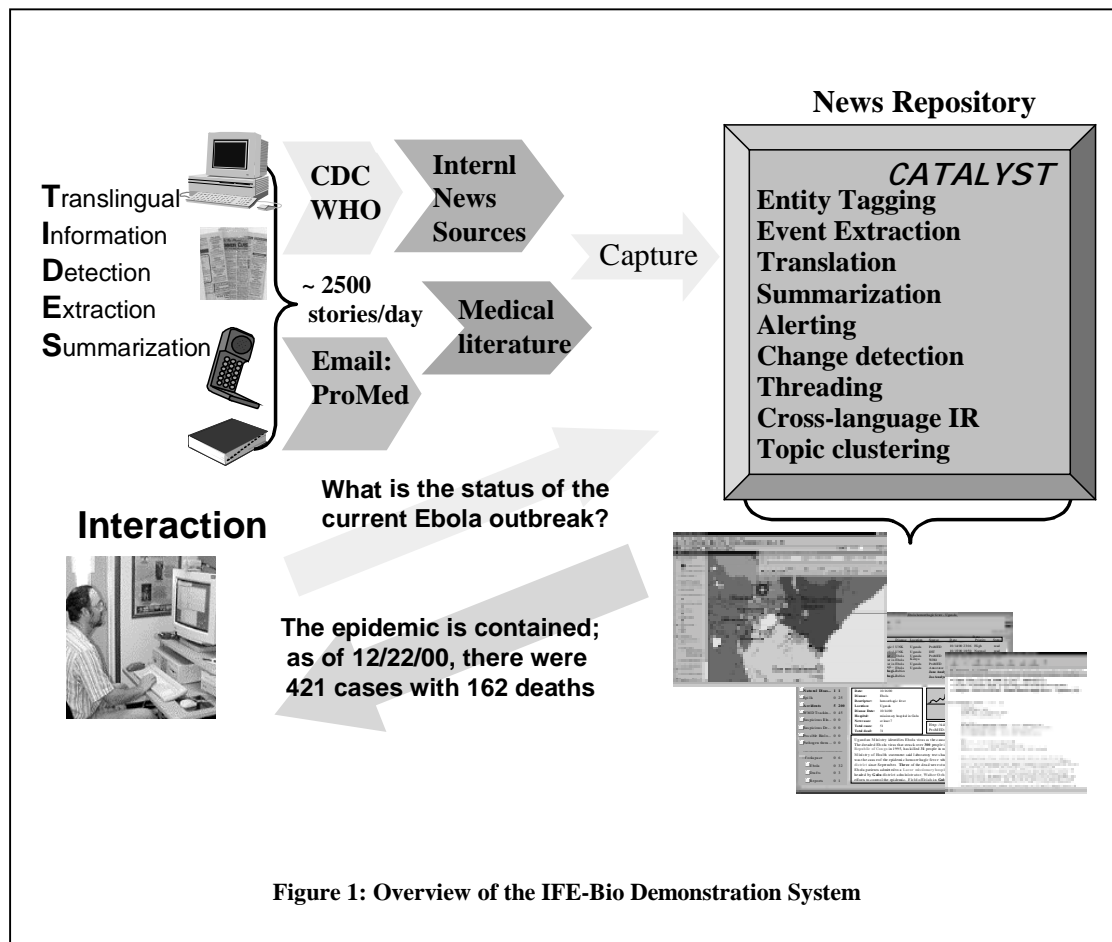 News Repository
CATALYST
Entity Tagging
Event Extraction
Translation
Summarization
Alerting
Change detection
Threading
Cross-language IR
Topic clustering
Translingual
Information
Detection
Extraction
Summarization
CDC
WHO
Internl
News
Sources
~ 2500
stories/day
Email:
ProMed
Medical
literature
Capture
Interaction
What is the status of the
current Ebola outbreak?
The epidemic is contained;
as of 12/22/00, there were
421 cases with 162 deaths
Figure 1: Overview of the IFE-Bio Demonstration System